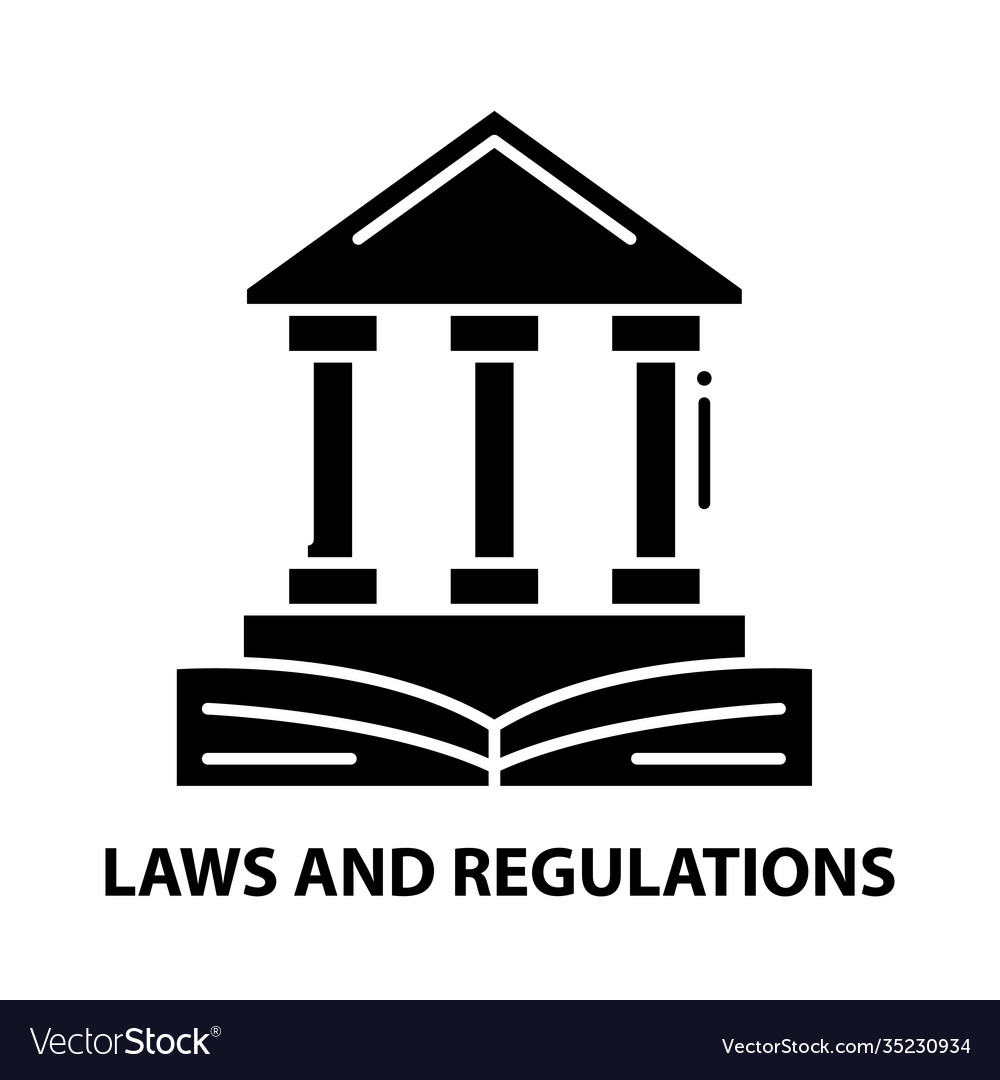 LAWS AND REGULATIONS
VectorStock®
VectorStock.com/35230934